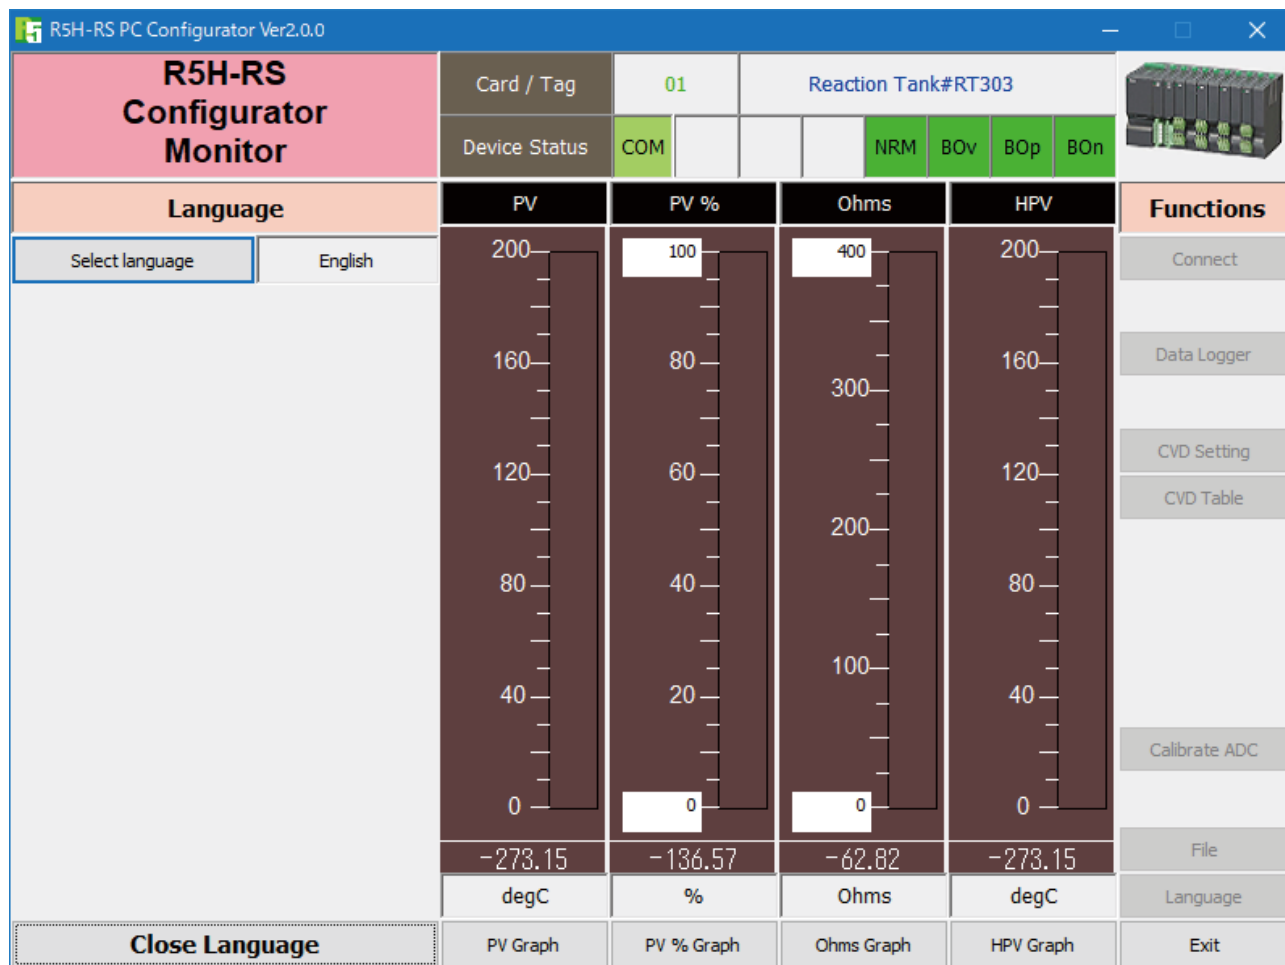 R5H-RS PC Configurator Ver2.0.0
R5H-RS
Configurator
Monitor
Card / Tag
01
Reaction Tank#RT303
Device Status
COM
NRM
BOv
BOp
BOn
Language
Select language
English
Close Language
PV
200
160
120
80
40
0
-273.15
degC
PV Graph
PV %
100
80
60
40
20
0
-136.57
%
PV % Graph
Ohms
400
300
200
100
0
-62.82
Ohms
Ohms Graph
HPV
200
160
120
80
40
0
-273.15
degC
HPV Graph
Functions
Connect
Data Logger
CVD Setting
CVD Table
Calibrate ADC
File
Language
Exit